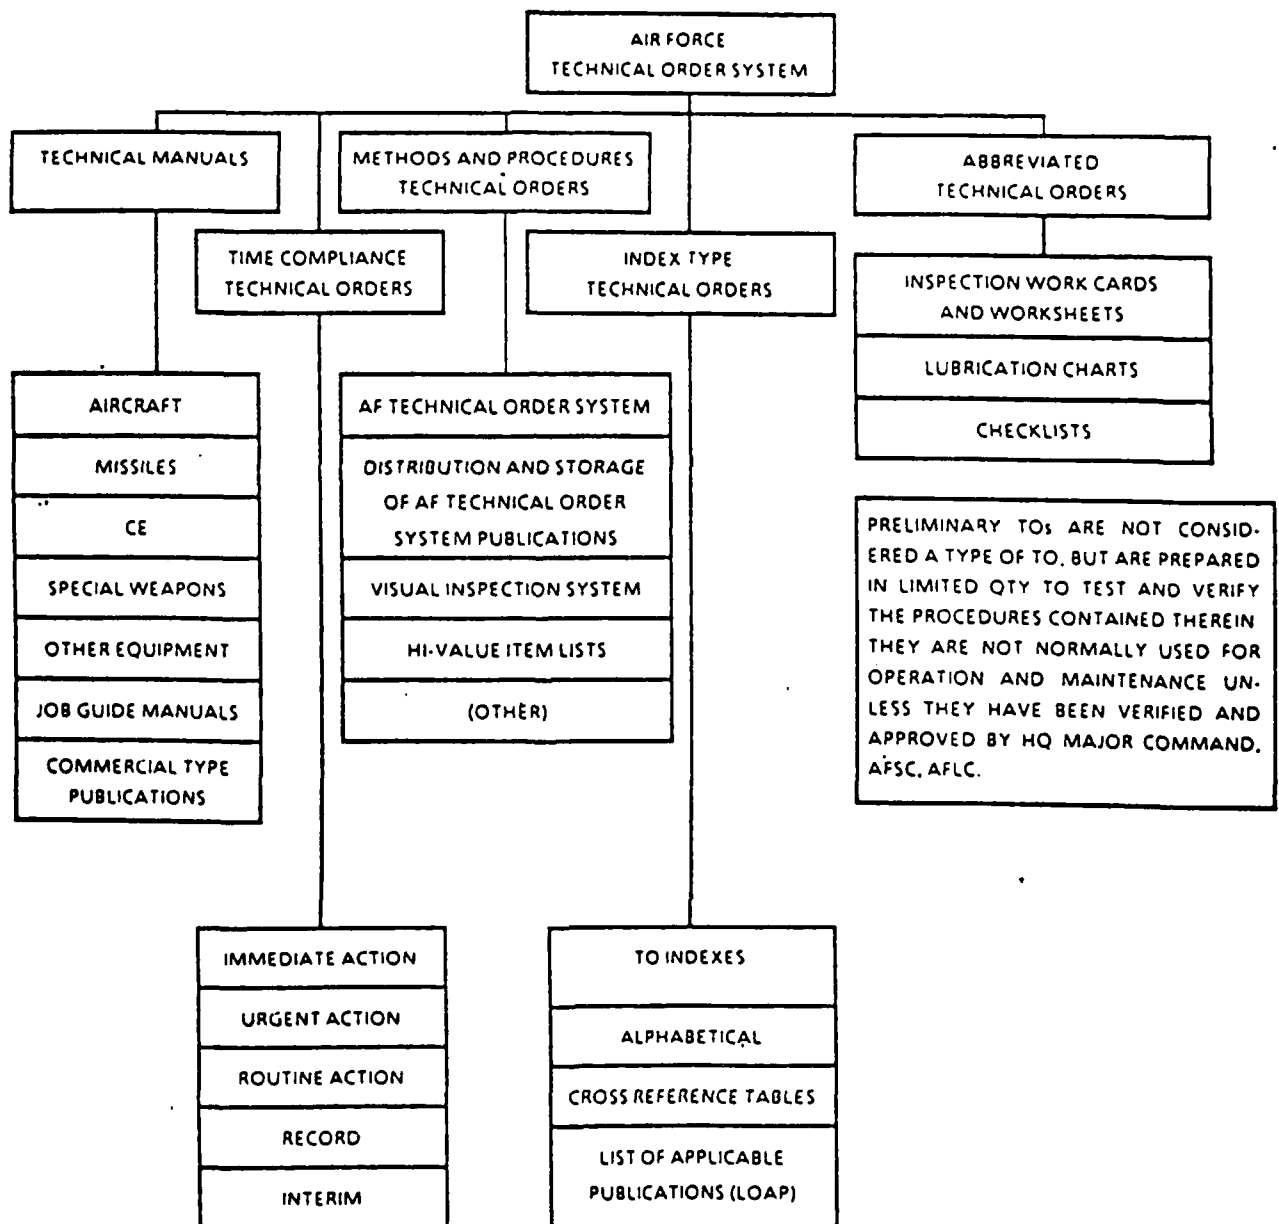 AIR FORCE
TECHNICAL ORDER SYSTEM
TECHNICAL MANUALS
METHODS AND PROCEDURES
TECHNICAL ORDERS
ABBREVIATED
TECHNICAL ORDERS
TIME COMPLIANCE
TECHNICAL ORDERS
INDEX TYPE
TECHNICAL ORDERS
INSPECTION WORK CARDS
AND WORKSHEETS
LUBRICATION CHARTS
CHECKLISTS
AIRCRAFT
MISSILES
CE
SPECIAL WEAPONS
OTHER EQUIPMENT
JOB GUIDE MANUALS
COMMERCIAL TYPE
PUBLICATIONS
AF TECHNICAL ORDER SYSTEM
DISTRIBUTION AND STORAGE
OF AF TECHNICAL ORDER
SYSTEM PUBLICATIONS
VISUAL INSPECTION SYSTEM
HI-VALUE ITEM LISTS
(OTHER)
PRELIMINARY TOs ARE NOT CONSID-
ERED A TYPE OF TO, BUT ARE PREPARED
IN LIMITED QTY TO TEST AND VERIFY
THE PROCEDURES CONTAINED THEREIN
THEY ARE NOT NORMALLY USED FOR
OPERATION AND MAINTENANCE UN-
LESS THEY HAVE BEEN VERIFIED AND
APPROVED BY HQ MAJOR COMMAND,
AFSC, AFLC.
IMMEDIATE ACTION
URGENT ACTION
ROUTINE ACTION
RECORD
INTERIM
TO INDEXES
ALPHABETICAL
CROSS REFERENCE TABLES
LIST OF APPLICABLE
PUBLICATIONS (LOAP)